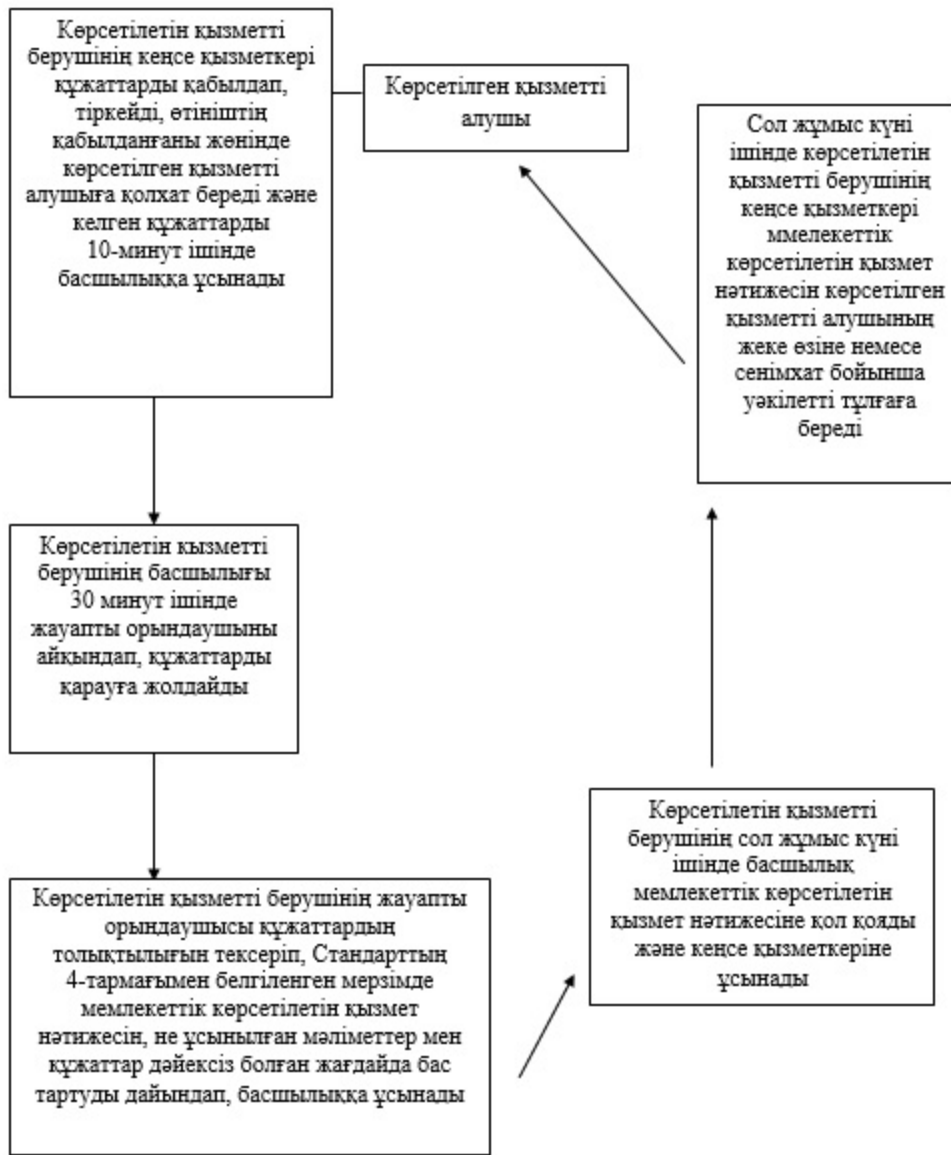 Көрсетілетін қызметті
берушінің кеңсе қызметкері
құжаттарды қабылдап,
тіркейді, өтініштің
қабылданғаны жөнінде
көрсетілген қызметті
алушыға қолхат береді және
келген құжаттарды
10-минут ішінде
басшылыққа ұсынады
Көрсетілген қызметті
алушы
Сол жұмыс күні
ішінде көрсетілетін
қызметті берушінің
кеңсе қызметкері
ммелекеттік
көрсетілетін қызмет
нәтижесін көрсетілген
қызметті алушының
жеке өзіне немесе
сенімхат бойынша
уәкілетті тұлғаға
береді
Көрсетілетін қызметті
берушінің басшылығы
30 минут ішінде
жауапты орындаушыны
айқындап, құжаттарды
қарауға жолдайды
Көрсетілетін қызметті берушінің жауапты
орындаушысы құжаттардың
толықтылығын тексеріп, Стандарттың
4-тармағымен белгіленген мерзімде
мемлекеттік көрсетілетін қызмет
нәтижесін, не ұсынылған мәліметтер мен
құжаттар дәйексіз болған жағдайда бас
тартуды дайындап, басшылыққа ұсынады
Көрсетілетін қызметті
берушінің сол жұмыс күні
ішінде басшылық
мемлекеттік көрсетілетін
қызмет нәтижесіне қол қояды
және кеңсе қызметкеріне
ұсынады